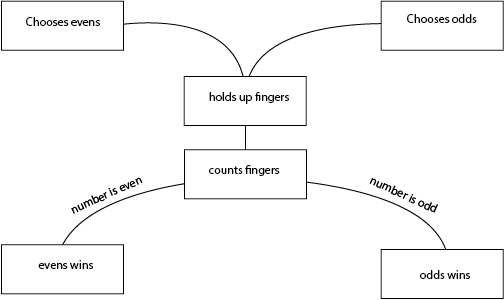 Chooses evens
Chooses odds
holds up fingers
counts fingers
number is even
number is odd
evens wins
odds wins